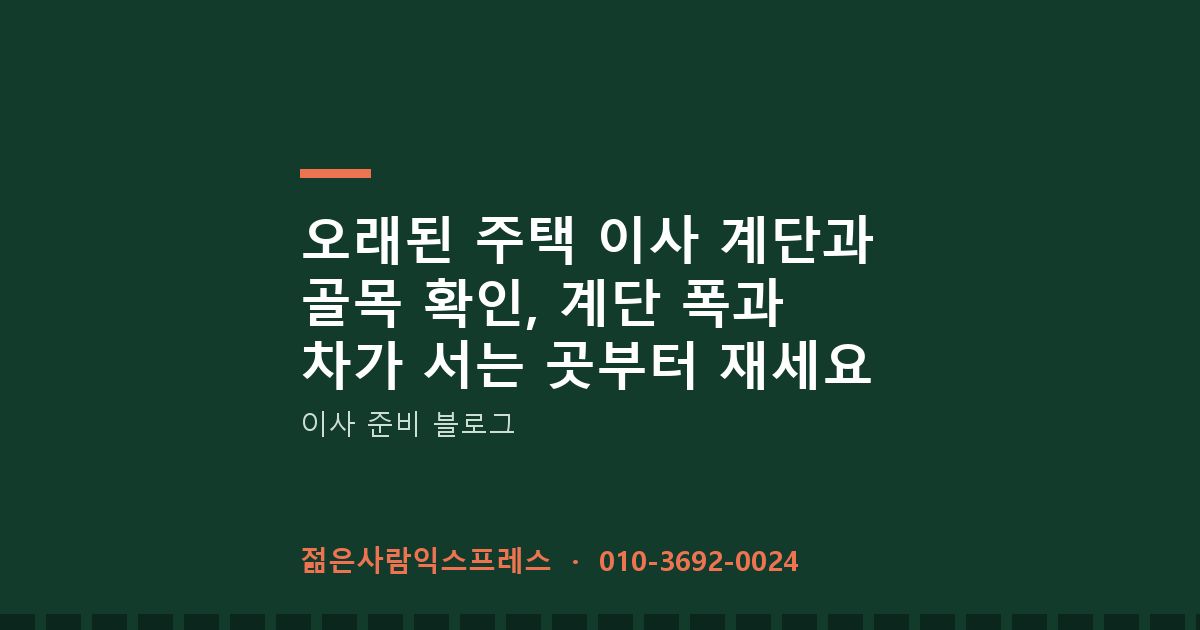 오래된 주택 이사 계단과
골목 확인, 계단 폭과
차가 서는 곳부터 재세요
이사 준비 블로그
젊은사람익스프레스 · 010-3692-0024